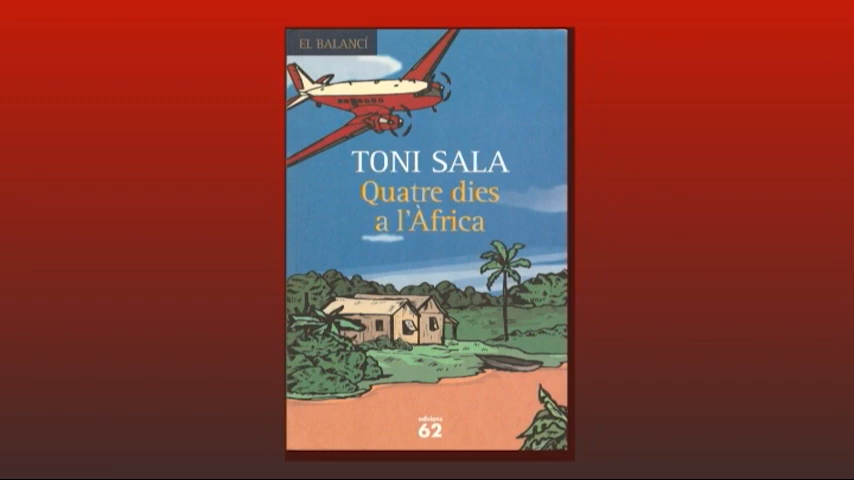 EL BALANCÍ
TONI SALA
Quatre dies
a l'Àfrica
edicions
62